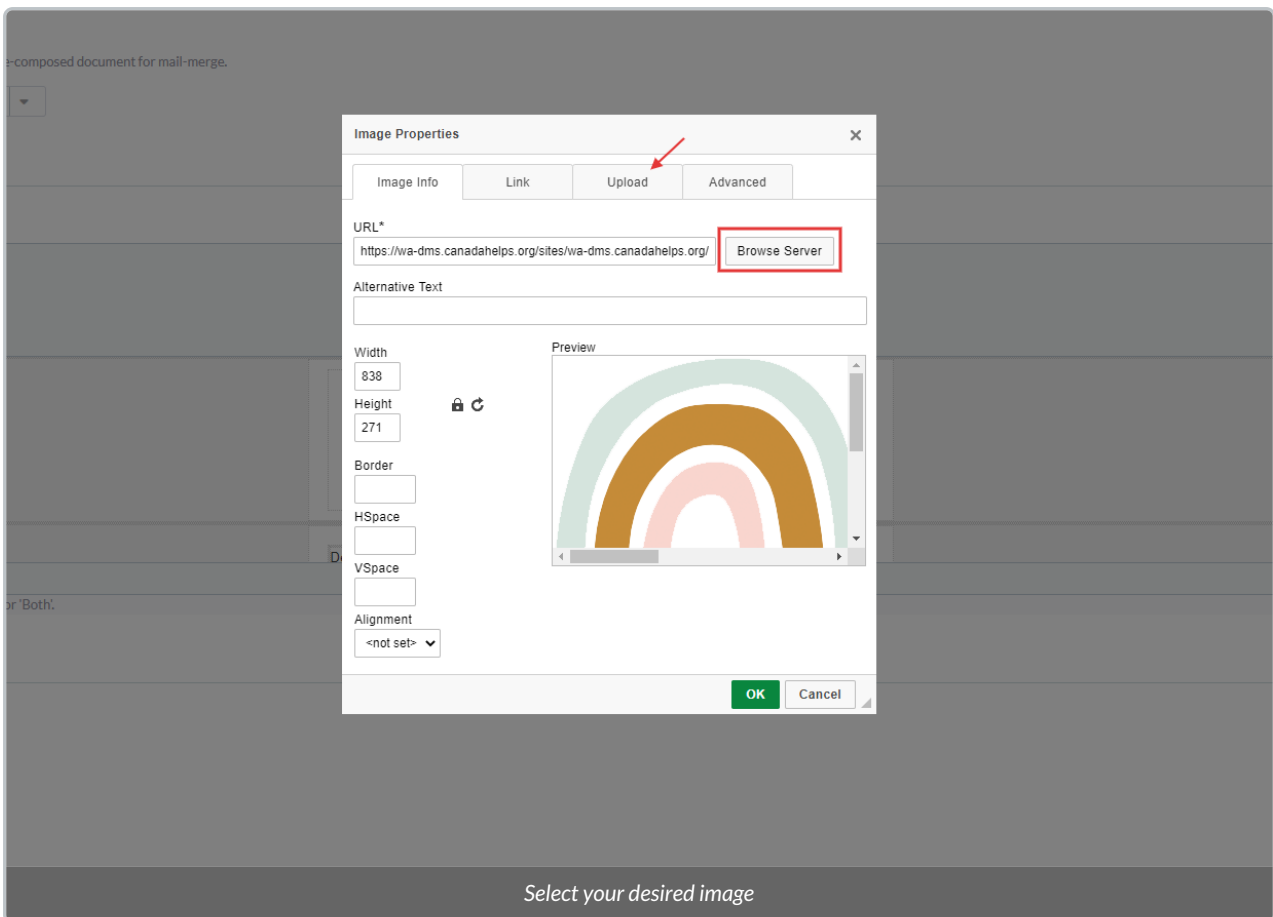 e-composed document for mail-merge.
Image Properties
Image Info Link Upload Advanced
URL*
https://wa-dms.canadahelps.org/sites/wa-dms.canadahelps.org/ Browse Server
Alternative Text
Width
838
Height
271
Preview
Border
HSpace
VSpace
Alignment
<not set>
or 'Both'.
OK Cancel
Select your desired image